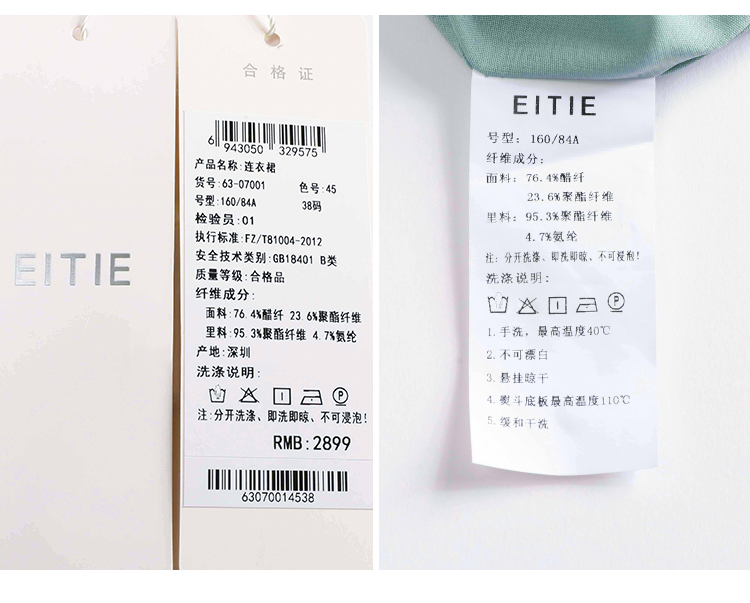 EITIE
合格证
6 943050 329575
产品名称:连衣裙
货号:63-07001 色号:45
号型:160/84A 38码
检验员:01
执行标准:FZ/T81004-2012
安全技术类别:GB18401 B类
质量等级:合格品
纤维成分:
面料:76.4%醋纤 23.6%聚酯纤维
里料:95.3%聚酯纤维 4.7%氨纶
产地:深圳
洗涤说明:
P
注:分开洗涤、即洗即晾、不可浸泡!
RMB:2899
63070014538
EITIE
号型: 160/84A
纤维成分:
面料: 76.4%醋纤
23.6%聚酯纤维
里料: 95.3%聚酯纤维
4.7%氨纶
注: 分开洗涤、即洗即晾、不可浸泡!
洗涤说明:
P
1.手洗，最高温度40℃
2.不可漂白
3.悬挂晾干
4.熨斗底板最高温度110℃
5.缓和干洗